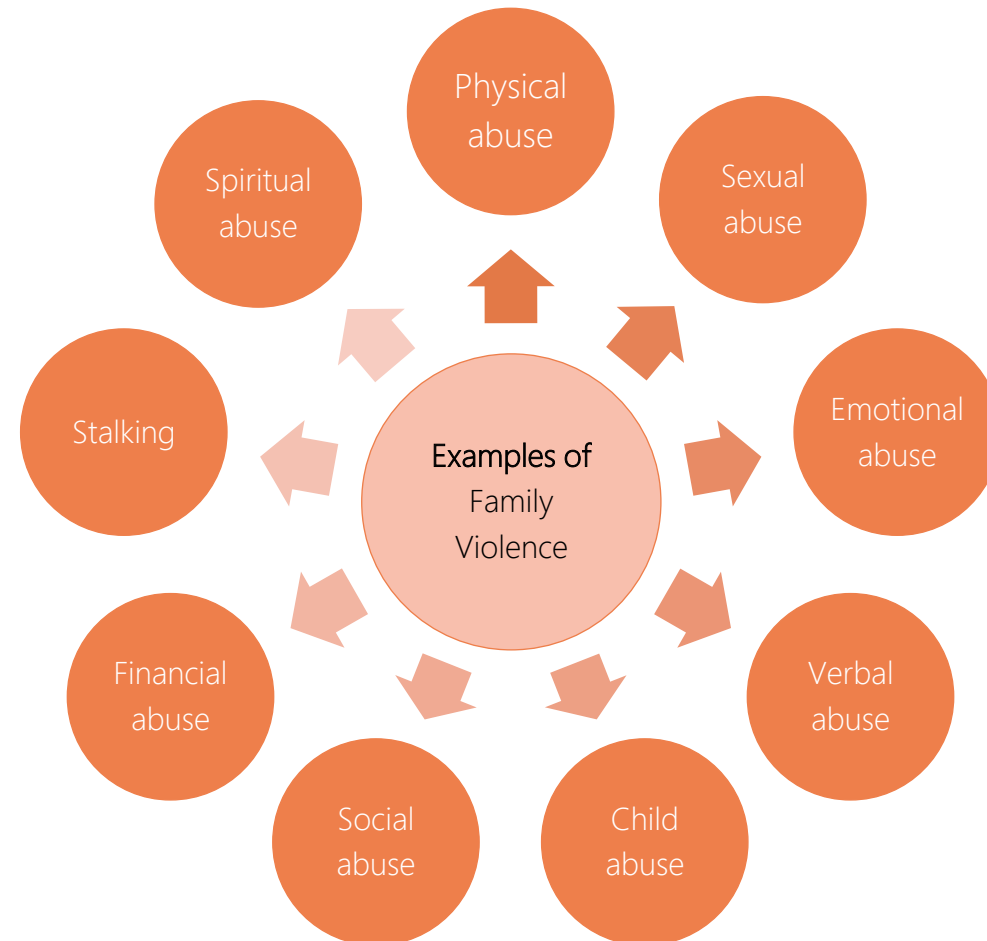 Examples of
Family
Violence
Physical
abuse
Sexual
abuse
Emotional
abuse
Verbal
abuse
Child
abuse
Social
abuse
Financial
abuse
Stalking
Spiritual
abuse